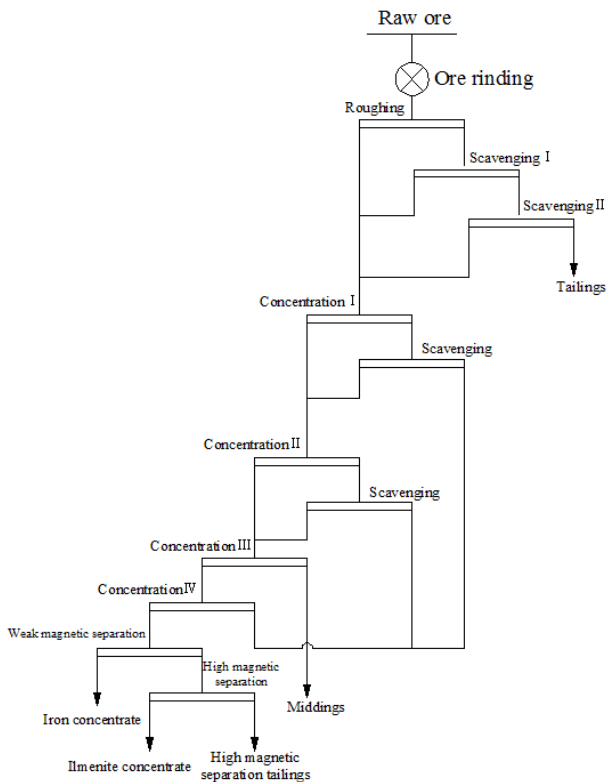 Raw ore
Ore rinding
Roughing
Scavenging I
Scavenging II
Tailings
Concentration I
Scavenging
Concentration II
Scavenging
Concentration III
Concentration IV
Weak magnetic separation
High magnetic
separation
Middings
Iron concentrate
Ilmenite concentrate
High magnetic
separation tailings